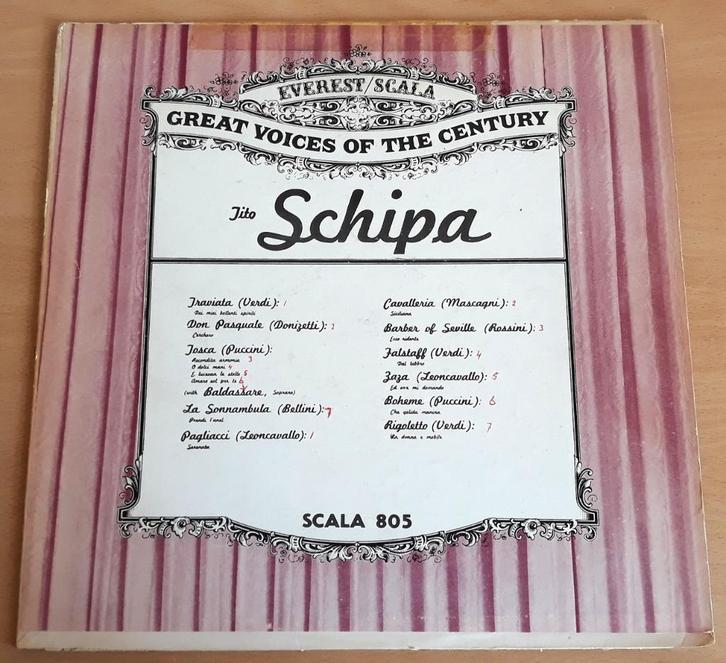 EVEREST/SCALA
GREAT VOICES OF THE CENTURY
Tito Schipa
Traviata (Verdi): 1
Dei miei bollenti spiriti
Don Pasquale (Donizetti): 2
Cerchero
Tosca (Puccini):
Recondita armonia 3
O dolci mani 4
E lucevan le stelle 5
Amaro sol per te 6
(with Baldassare, Soprano)
La Sonnambula (Bellini): 7
Prendi l'anel
Pagliacci (Leoncavallo): 1
Serenata
Cavalleria (Mascagni): 2
Siciliana
Barber of Seville (Rossini): 3
Ecco ridente
Falstaff (Verdi): 4
Dal labbro
Zaza (Leoncavallo): 5
Ed ora mi domando
Boheme (Puccini): 6
Che gelida manina
Rigoletto (Verdi): 7
La donna e mobile
SCALA 805